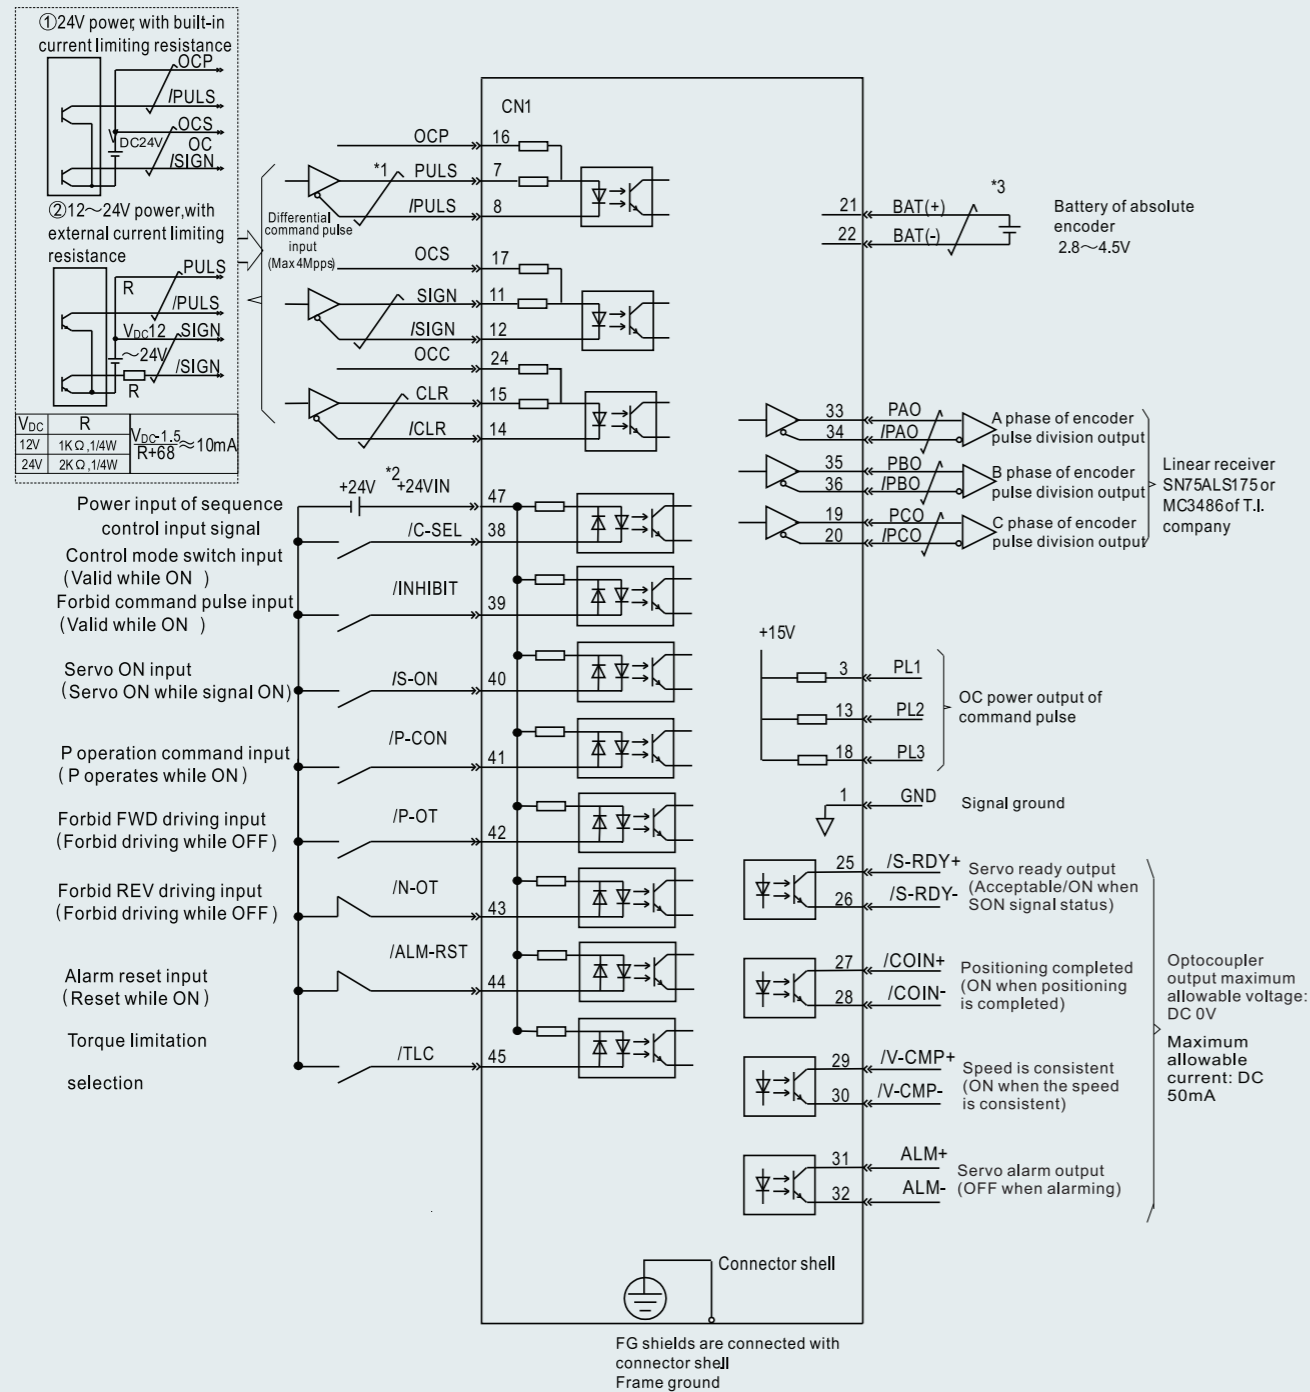 ①24V power, with built-in
current limiting resistance
OCP
/PULS
OCS
DC24V
OC
/SIGN
②12～24V power,with
external current limiting
resistance
PULS
R
/PULS
VDC12
SIGN
～24V
/SIGN
R
VDC R
12V 1KΩ,1/4W
24V 2KΩ,1/4W
VDC-1.5
R+68
≈10mA
Differential
command pulse
input
(Max4Mpps)
CN1
OCP 16
*1 PULS 7
/PULS 8
OCS 17
SIGN 11
/SIGN 12
OCC 24
CLR 15
/CLR 14
Power input of sequence
control input signal
+24V
*2
+24VIN
47
/C-SEL 38
Control mode switch input
(Valid while ON )
/INHIBIT
39
Forbid command pulse input
(Valid while ON )
Servo ON input
(Servo ON while signal ON)
/S-ON 40
/P-CON
41
P operation command input
(P operates while ON )
/P-OT
42
Forbid FWD driving input
(Forbid driving while OFF )
/N-OT
43
Forbid REV driving input
(Forbid driving while OFF )
/ALM-RST
44
Alarm reset input
(Reset while ON )
Torque limitation
selection
/TLC 45
21 BAT(+)
22 BAT(-)
*3
Battery of absolute
encoder
2.8～4.5V
33 PAO
34 /PAO
A phase of encoder
pulse division output
35 PBO
36 /PBO
B phase of encoder
pulse division output
19 PCO
20 /PCO
C phase of encoder
pulse division output
Linear receiver
SN75ALS175 or
MC3486of T.I.
company
+15V
3 PL1
13 PL2
18 PL3
OC power output of
command pulse
1 GND Signal ground
25 /S-RDY+
26 /S-RDY-
Servo ready output
(Acceptable/ON when
SON signal status)
27 /COIN+
28 /COIN-
Positioning completed
(ON when positioning
is completed)
29 /V-CMP+
30 /V-CMP-
Speed is consistent
(ON when the speed
is consistent)
31 ALM+
32 ALM-
Servo alarm output
(OFF when alarming)
Optocoupler
output maximum
allowable voltage:
DC 0V
Maximum
allowable
current: DC
50mA
Connector shell
FG shields are connected with
connector shell
Frame ground